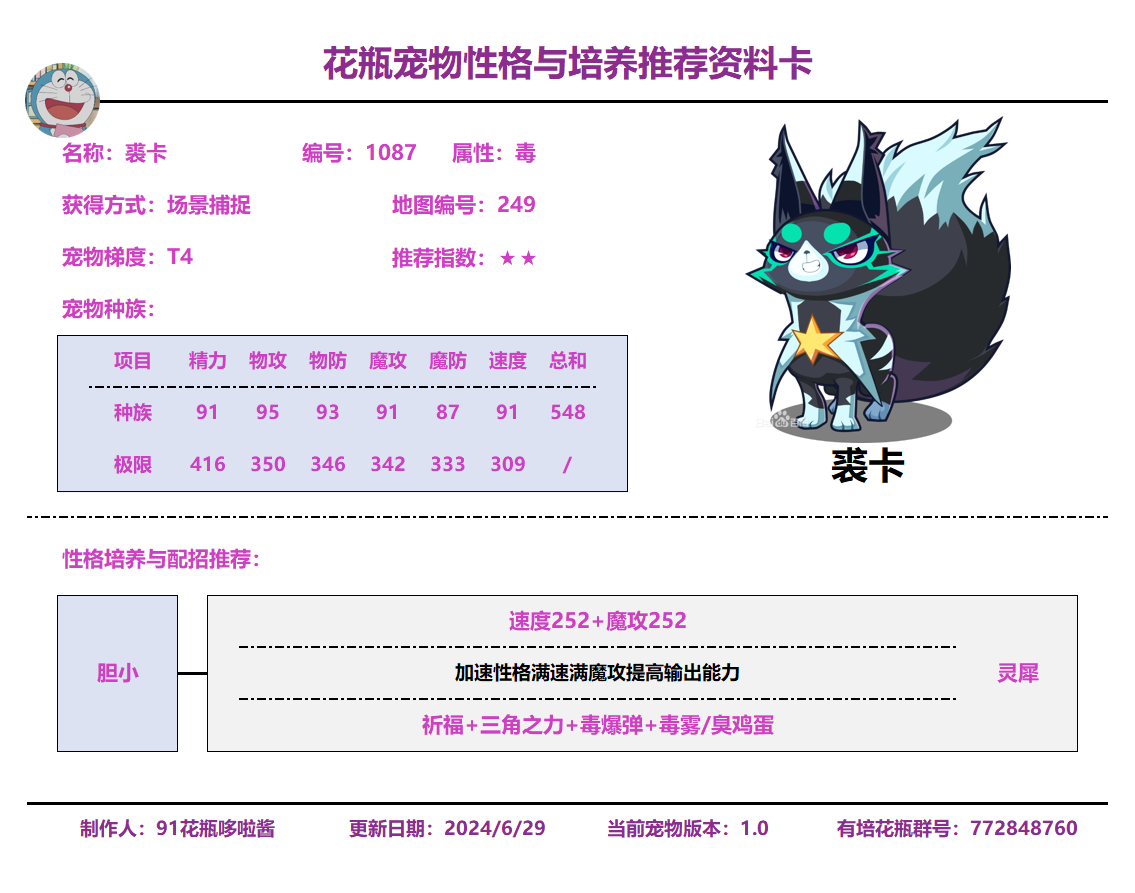 花瓶宠物性格与培养推荐资料卡
名称：裘卡 编号：1087 属性：毒
获得方式：场景捕捉 地图编号：249
宠物梯度：T4 推荐指数：★★
宠物种族：
项目 精力 物攻 物防 魔攻 魔防 速度 总和
种族 91 95 93 91 87 91 548
极限 416 350 346 342 333 309 /
裘卡
性格培养与配招推荐：
胆小
速度252+魔攻252
加速性格满速满魔攻提高输出能力
灵犀
祈福+三角之力+毒爆弹+毒雾/臭鸡蛋
制作人：91花瓶哆啦酱 更新日期：2024/6/29 当前宠物版本：1.0 有培花瓶群号：772848760